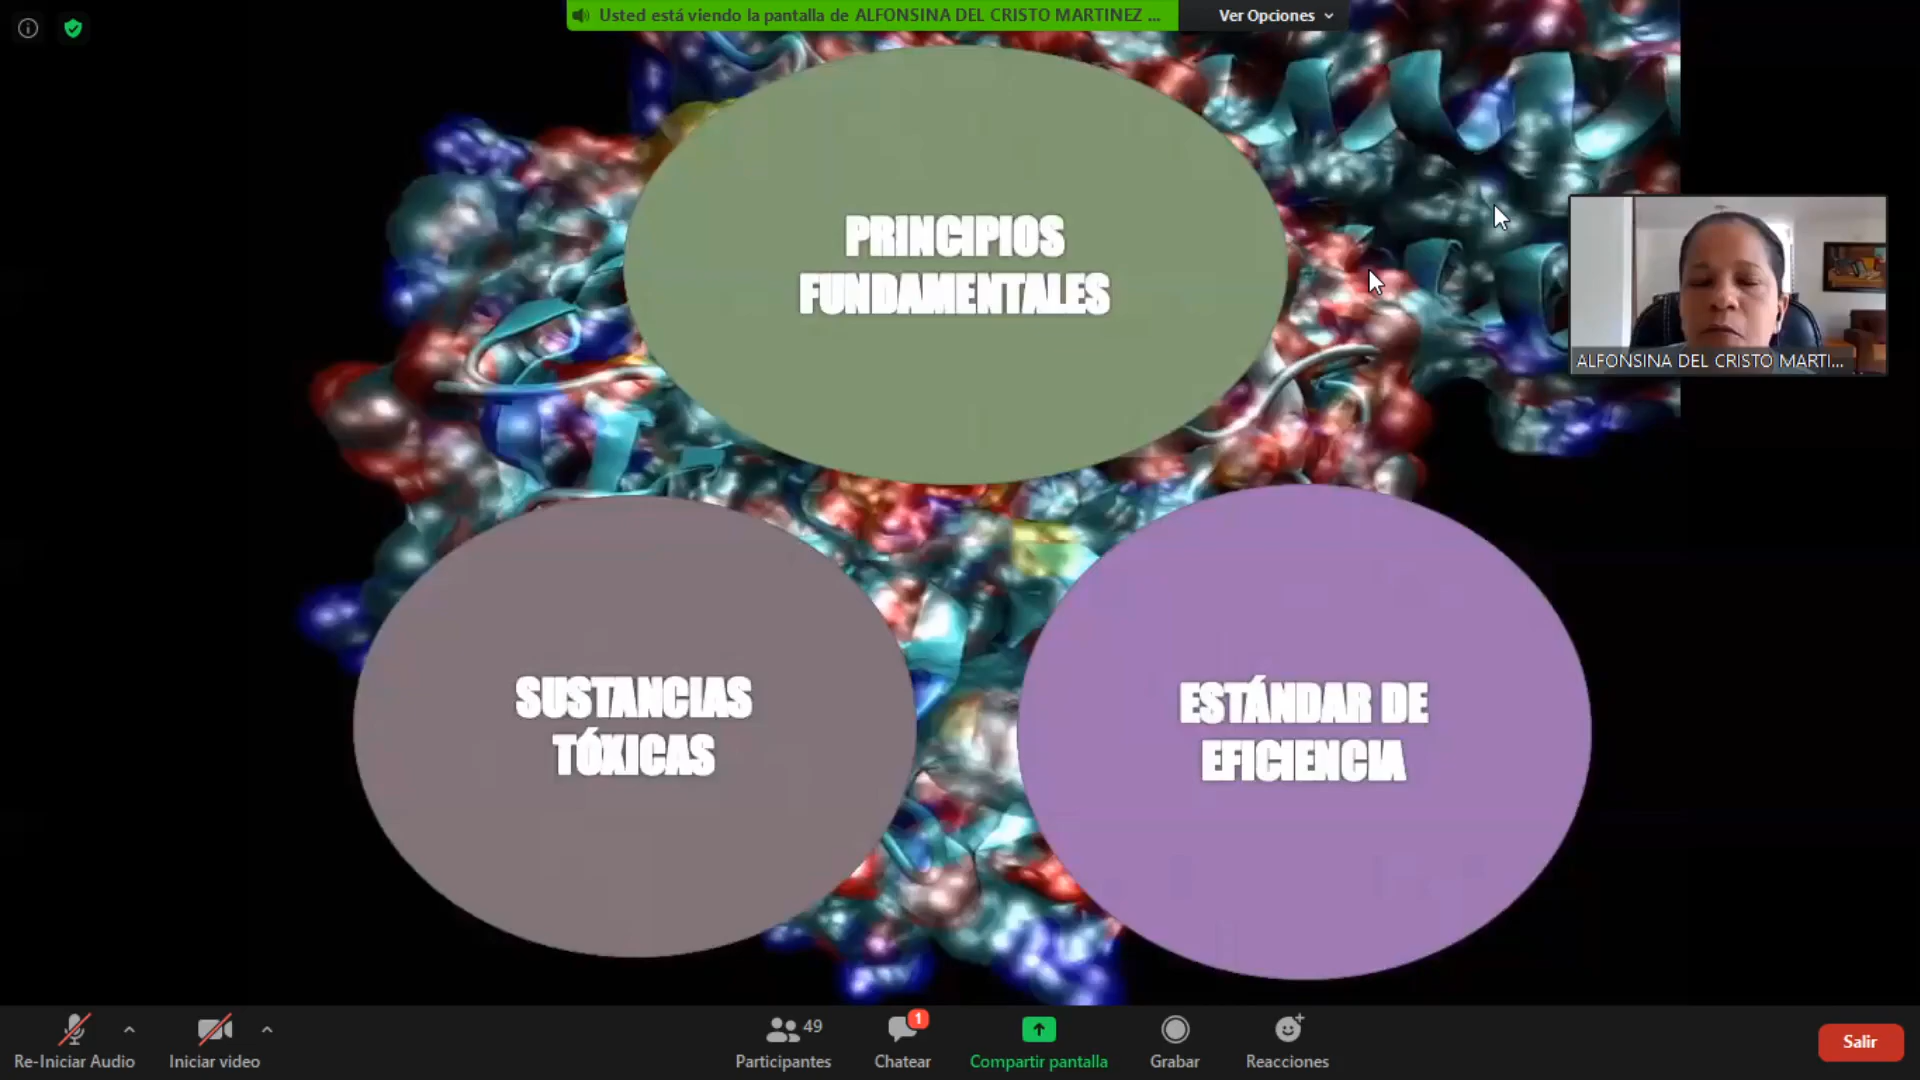 Usted está viendo la pantalla de ALFONSINA DEL CRISTO MARTINEZ ...
Ver Opciones
PRINCIPIOS
FUNDAMENTALES
ALFONSINA DEL CRISTO MARTI...
SUSTANCIAS
TÓXICAS
ESTÁNDAR DE
EFICIENCIA
49
1
Re-Iniciar Audio
Iniciar video
Participantes
Chatear
Compartir pantalla
Grabar
Reacciones
Salir